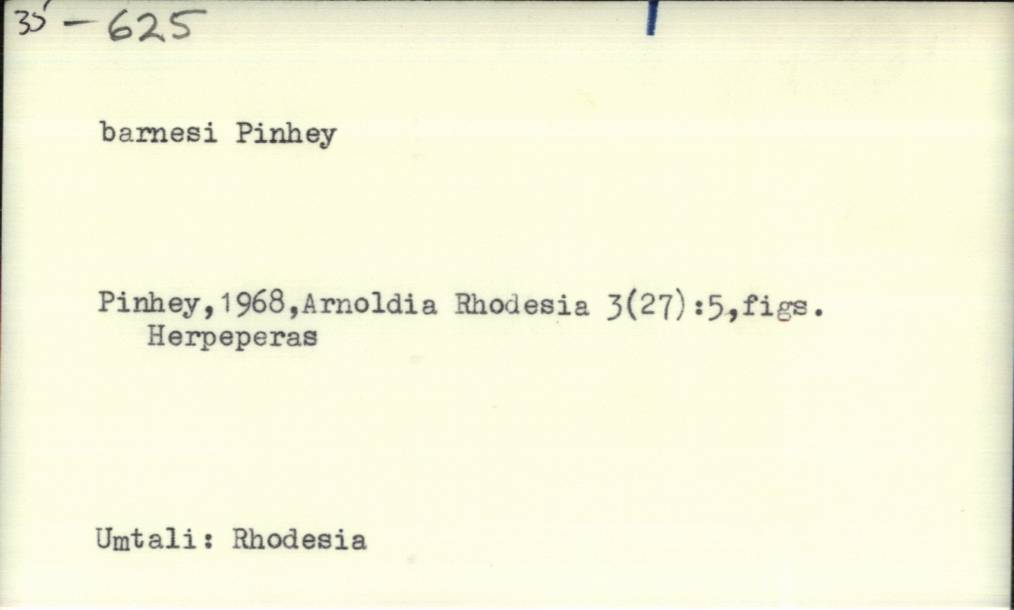 35-625
barnesi Pinhey
Pinhey,1968,Arnoldia Rhodesia 3(27):5,figs.
Herpeperas
Umtali: Rhodesia